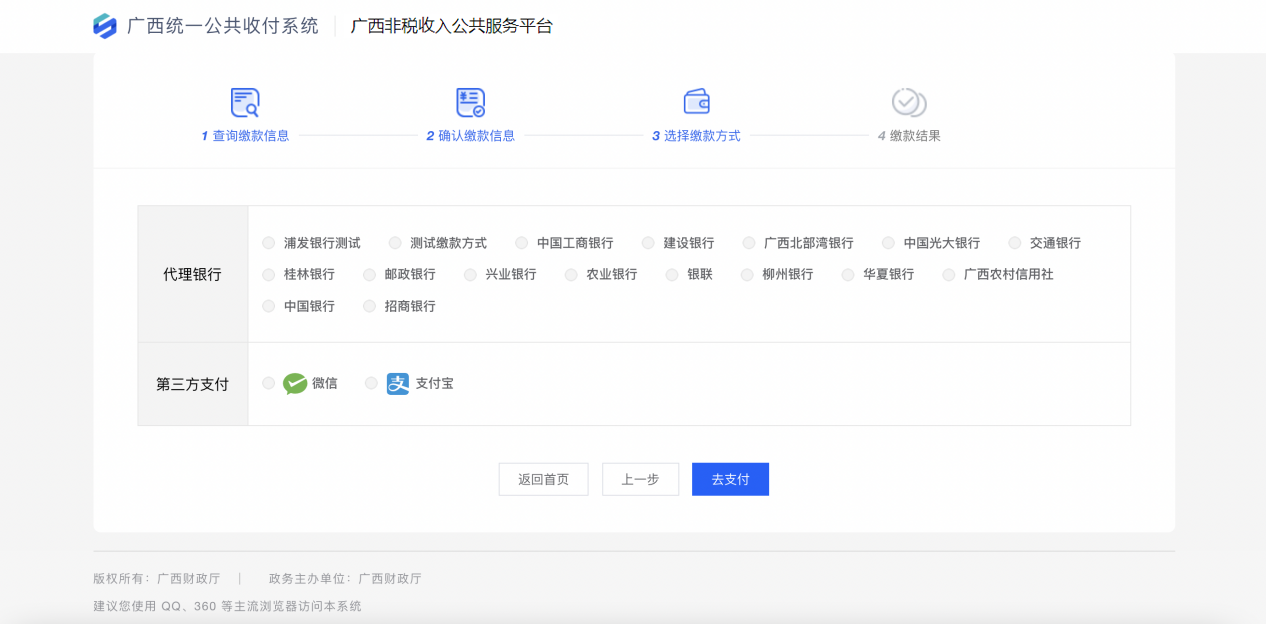 广西统一公共收付系统 广西非税收入公共服务平台
1 查询缴款信息 2 确认缴款信息 3 选择缴款方式 4 缴款结果
代理银行
浦发银行测试 测试缴款方式 中国工商银行 建设银行 广西北部湾银行 中国光大银行 交通银行
桂林银行 邮政银行 兴业银行 农业银行 银联 柳州银行 华夏银行 广西农村信用社
中国银行 招商银行
第三方支付 微信 支 支付宝
返回首页 上一步 去支付
版权所有：广西财政厅 | 政务主办单位：广西财政厅
建议您使用 QQ、360 等主流浏览器访问本系统